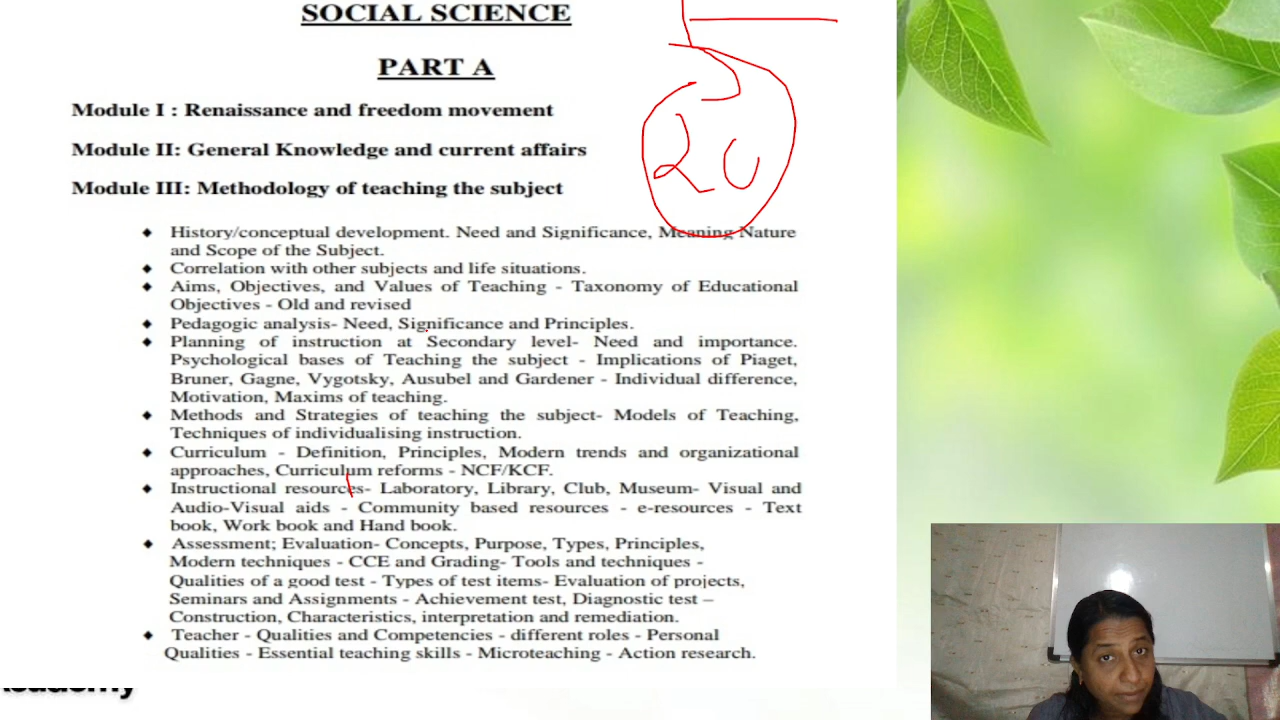 SOCIAL SCIENCE
PART A
Module I : Renaissance and freedom movement
Module II: General Knowledge and current affairs
Module III: Methodology of teaching the subject
20
◆ History/conceptual development. Need and Significance, Meaning Nature
and Scope of the Subject.
◆ Correlation with other subjects and life situations.
◆ Aims, Objectives, and Values of Teaching - Taxonomy of Educational
Objectives - Old and revised
◆ Pedagogic analysis- Need, Significance and Principles.
◆ Planning of instruction at Secondary level- Need and importance.
Psychological bases of Teaching the subject - Implications of Piaget,
Bruner, Gagne, Vygotsky, Ausubel and Gardener - Individual difference,
Motivation, Maxims of teaching.
◆ Methods and Strategies of teaching the subject- Models of Teaching,
Techniques of individualising instruction.
◆ Curriculum - Definition, Principles, Modern trends and organizational
approaches, Curriculum reforms - NCF/KCF.
◆ Instructional resources- Laboratory, Library, Club, Museum- Visual and
Audio-Visual aids - Community based resources - e-resources - Text
book, Work book and Hand book.
◆ Assessment; Evaluation- Concepts, Purpose, Types, Principles,
Modern techniques - CCE and Grading- Tools and techniques -
Qualities of a good test - Types of test items- Evaluation of projects,
Seminars and Assignments - Achievement test, Diagnostic test –
Construction, Characteristics, interpretation and remediation.
◆ Teacher - Qualities and Competencies - different roles - Personal
Qualities - Essential teaching skills - Microteaching - Action research.